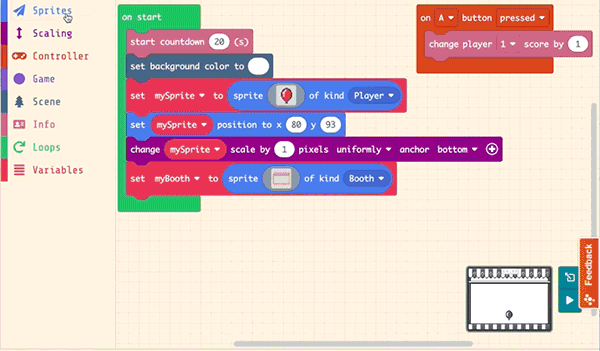 Sprites
Scaling
Controller
Game
Scene
Info
Loops
Variables
on start
start countdown 20 (s)
set background color to
set mySprite to sprite of kind Player
set mySprite position to x 80 y 93
change mySprite scale by 1 pixels uniformly anchor bottom
set myBooth to sprite of kind Booth
on A button pressed
change player 1 score by 1
Feedback